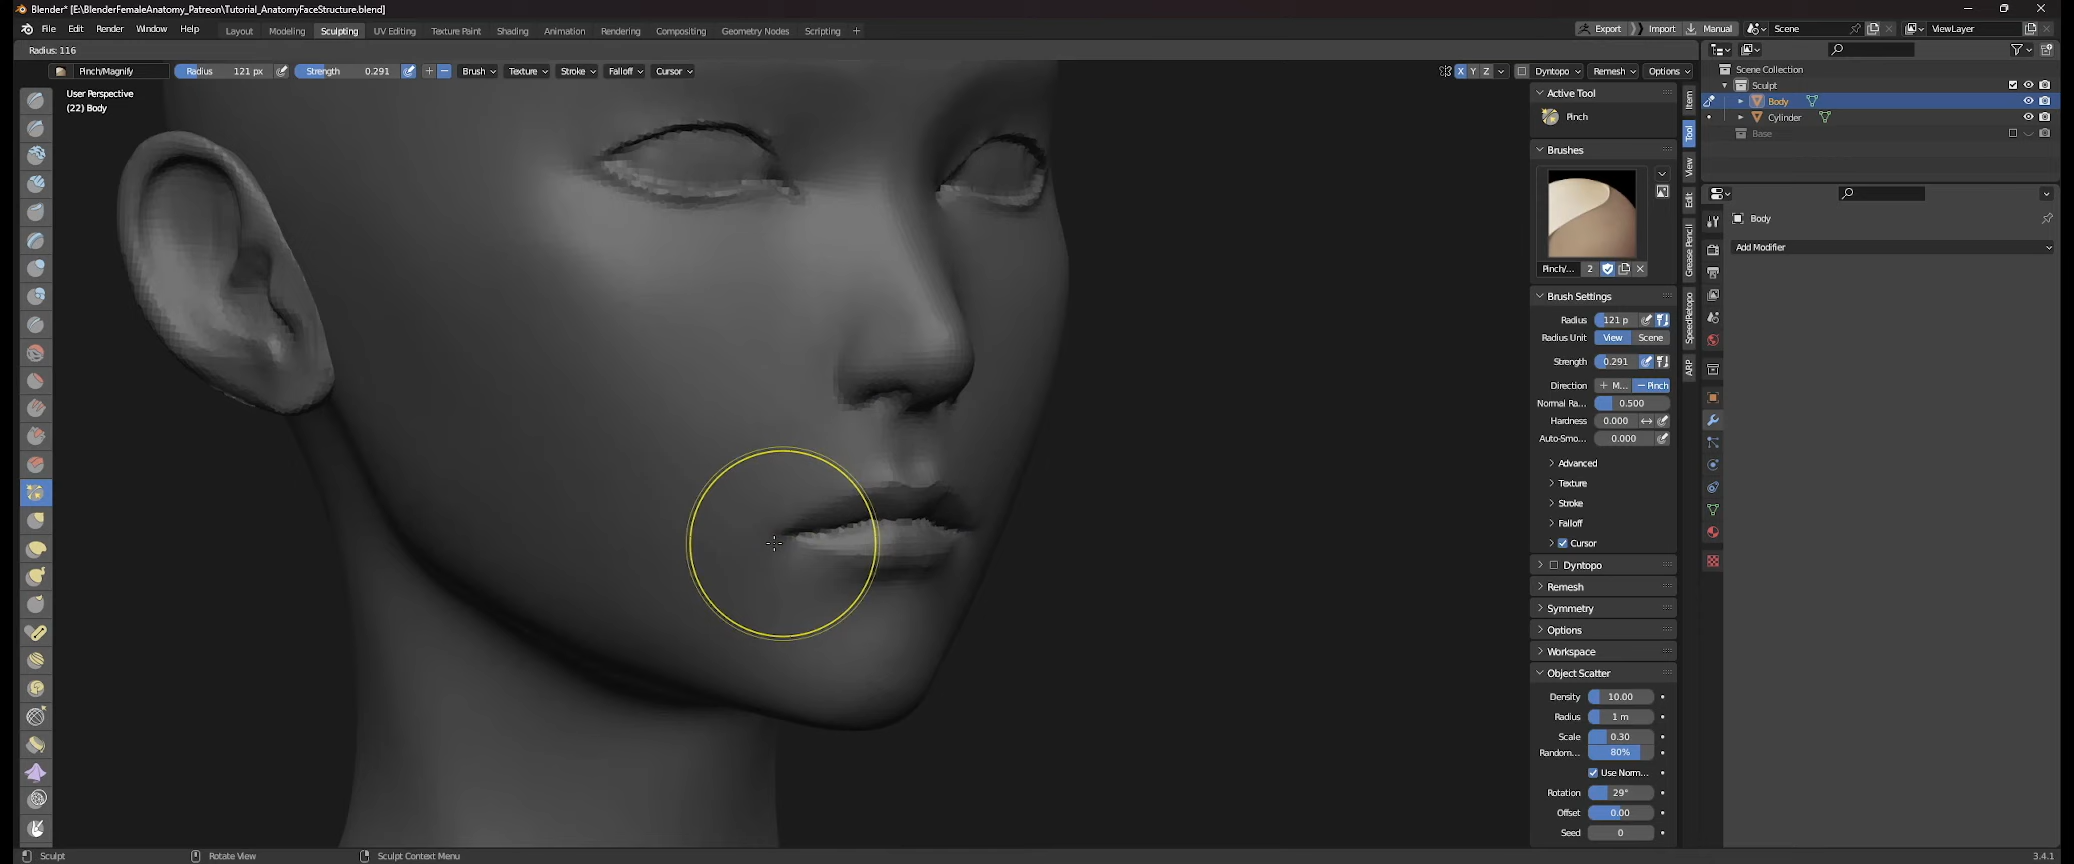 Blender* [E:\BlenderFemaleAnatomy_Patreon\Tutorial_AnatomyFaceStructure.blend]
File Edit Render Window Help Layout Modeling Sculpting UV Editing Texture Paint Shading Animation Rendering Compositing Geometry Nodes Scripting + Export Import Manual Scene ViewLayer
Radius: 116
Pinch/Magnify Radius 121 px Strength 0.291 + − Brush Texture Stroke Falloff Cursor X Y Z Dyntopo Remesh Options
User Perspective
(22) Body
Scene Collection
Sculpt
Body
Cylinder
Base
Body
Add Modifier
Active Tool
Pinch
Brushes
Pinch/... 2
Brush Settings
Radius 121 p
Radius Unit View Scene
Strength 0.291
Direction + M... − Pinch
Normal Ra... 0.500
Hardness 0.000
Auto-Smo... 0.000
Advanced
Texture
Stroke
Falloff
Cursor
Dyntopo
Remesh
Symmetry
Options
Workspace
Object Scatter
Density 10.00
Radius 1 m
Scale 0.30
Random... 80%
Use Norm...
Rotation 29°
Offset 0.00
Seed 0
Item
Tool
View
Edit
Grease Pencil
SpeedRetopo
ARP
Sculpt Rotate View Sculpt Context Menu 3.4.1